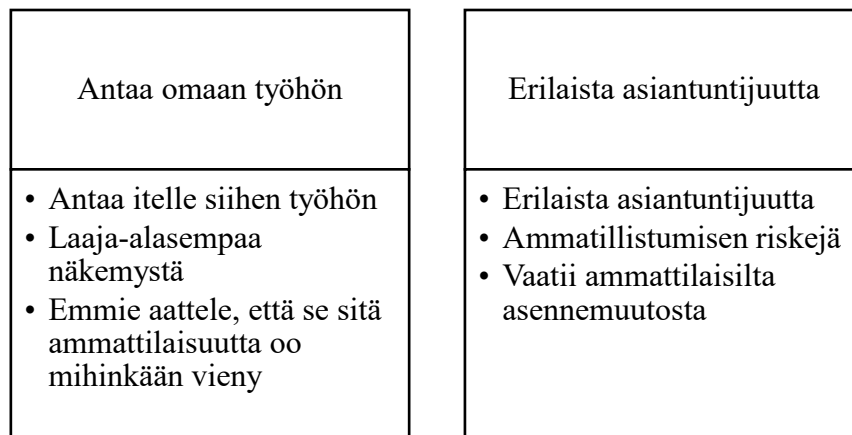 Antaa omaan työhön
• Antaa itelle siihen työhön
• Laaja-alasempaa
näkemystä
• Emmie aattele, että se sitä
ammattilaisuutta oo
mihinkään vieny
Erilaista asiantuntijuutta
• Erilaista asiantuntijuutta
• Ammatillistumisen riskejä
• Vaatii ammattilaisilta
asennemuutosta